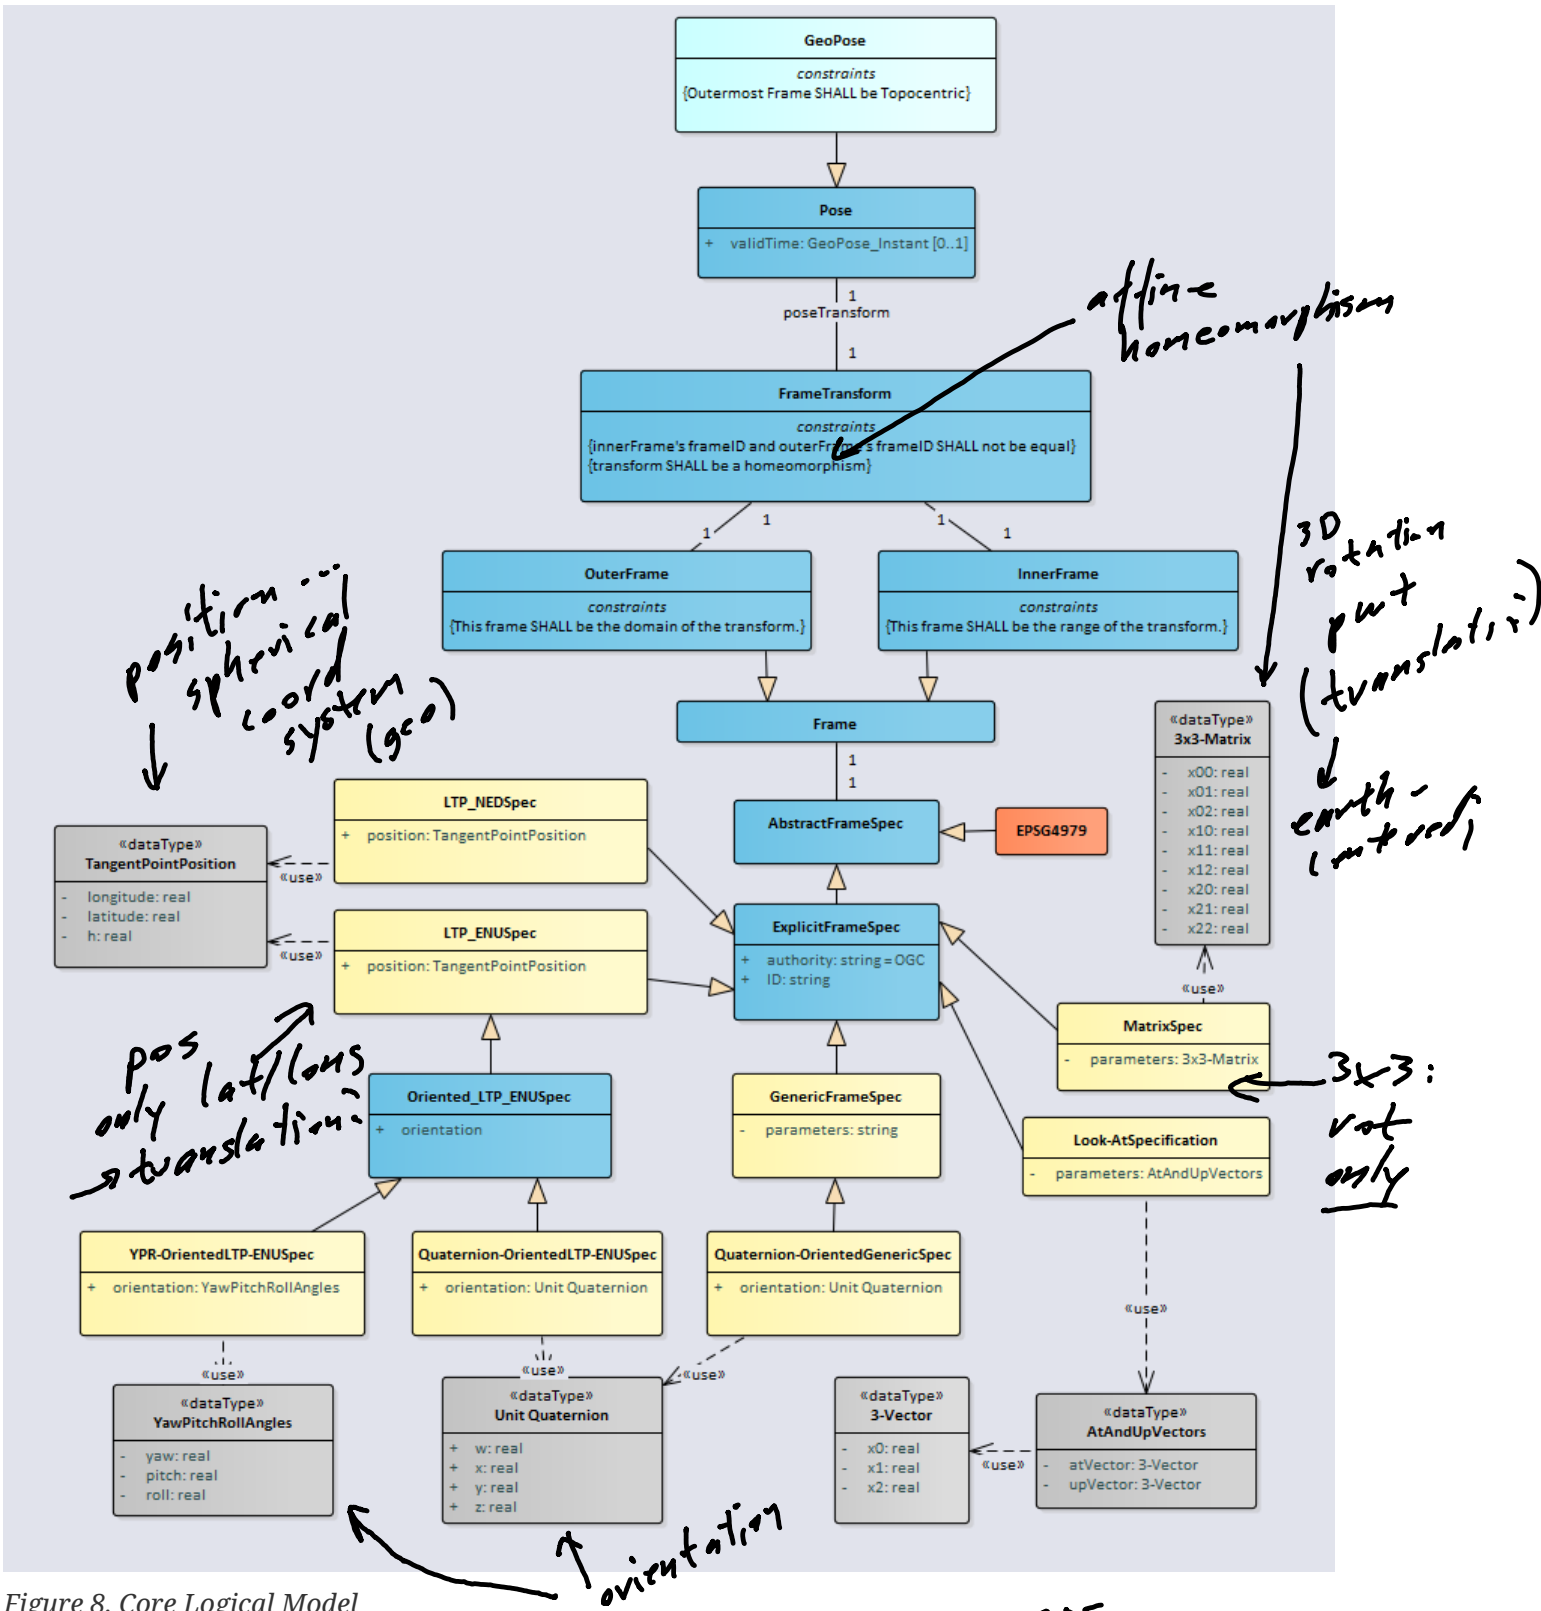 GeoPose
constraints
{Outermost Frame SHALL be Topocentric}
Pose
+ validTime: GeoPose_Instant [0..1]
1
poseTransform
1
affine
homeomorphism
FrameTransform
constraints
{innerFrame's frameID and outerFrame's frameID SHALL not be equal}
{transform SHALL be a homeomorphism}
1 1
1 1
OuterFrame
constraints
{This frame SHALL be the domain of the transform.}
InnerFrame
constraints
{This frame SHALL be the range of the transform.}
3D
rotation
(translation)
earth-
position ...
spherical
coord
system
(geo)
Frame
1
1
«dataType»
3x3-Matrix
- x00: real
- x01: real
- x02: real
- x10: real
- x11: real
- x12: real
- x20: real
- x21: real
- x22: real
«use»
LTP_NEDSpec
+ position: TangentPointPosition
AbstractFrameSpec
EPSG4979
«dataType»
TangentPointPosition
- longitude: real
- latitude: real
- h: real
«use»
«use»
LTP_ENUSpec
+ position: TangentPointPosition
ExplicitFrameSpec
+ authority: string = OGC
+ ID: string
MatrixSpec
- parameters: 3x3-Matrix
3x3:
rot
only
pos
only lat/long
translation
Oriented_LTP_ENUSpec
+ orientation
GenericFrameSpec
- parameters: string
Look-AtSpecification
- parameters: AtAndUpVectors
YPR-OrientedLTP-ENUSpec
+ orientation: YawPitchRollAngles
Quaternion-OrientedLTP-ENUSpec
+ orientation: Unit Quaternion
Quaternion-OrientedGenericSpec
+ orientation: Unit Quaternion
«use»
«use»
«use»
«use»
«dataType»
YawPitchRollAngles
- yaw: real
- pitch: real
- roll: real
«dataType»
Unit Quaternion
+ w: real
+ x: real
+ y: real
+ z: real
«dataType»
3-Vector
- x0: real
- x1: real
- x2: real
«use»
«dataType»
AtAndUpVectors
- atVector: 3-Vector
- upVector: 3-Vector
orientation
Figure 8. Core Logical Model